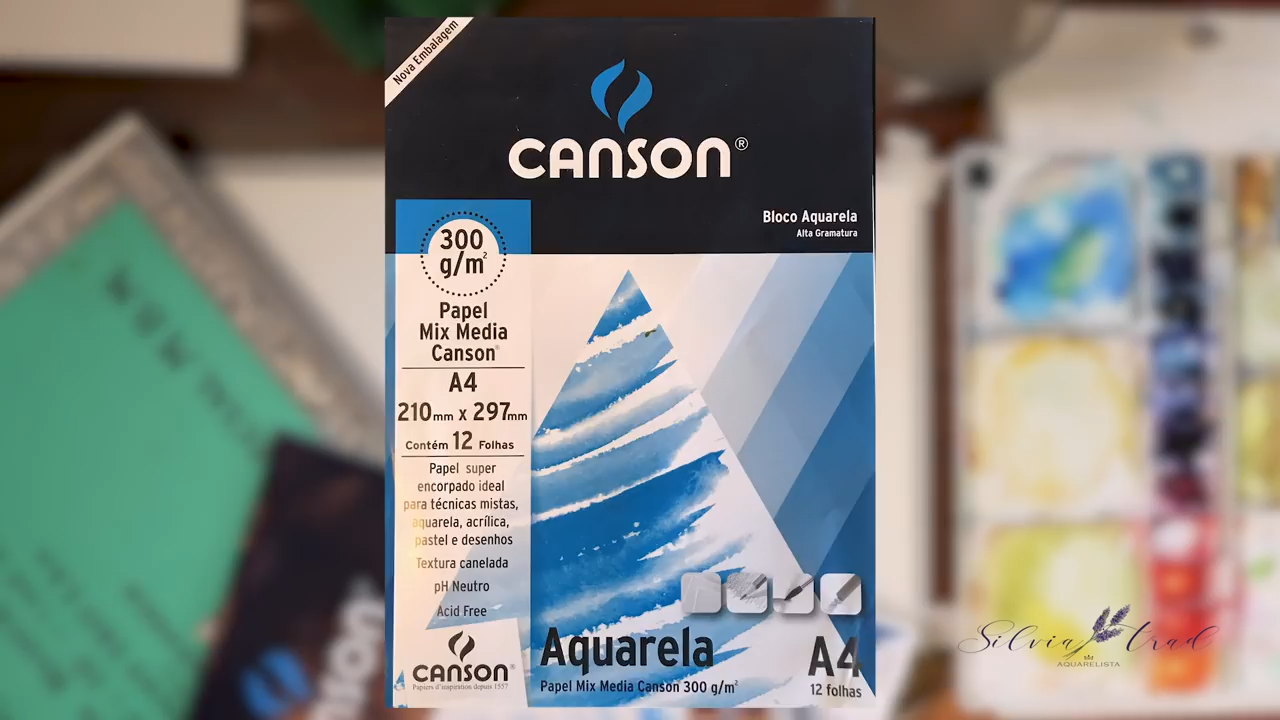 Nova Embalagem
CANSON®
Bloco Aquarela
Alta Gramatura
300
g/m²
Papel
Mix Media
Canson®
A4
210mm x 297mm
Contém 12 Folhas
Papel super
encorpado ideal
para técnicas mistas,
aquarela, acrílica,
pastel e desenhos
Textura canelada
pH Neutro
Acid Free
CANSON®
Papiers d'inspiration depuis 1557
Aquarela
Papel Mix Media Canson 300 g/m²
A4
12 folhas
CANSON
Silvia Trad
AQUARELISTA